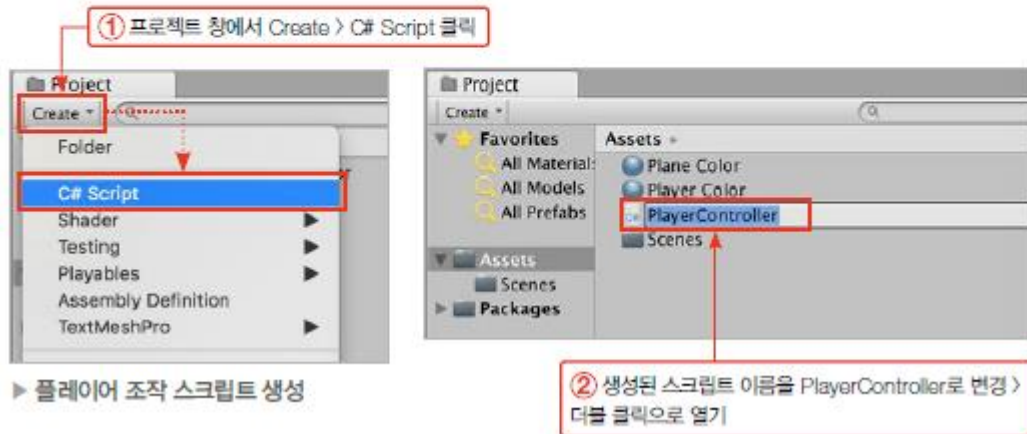 ① 프로젝트 창에서 Create > C# Script 클릭
Project
Create
Folder
C# Script
Shader
Testing
Playables
Assembly Definition
TextMeshPro
▶ 플레이어 조작 스크립트 생성
Project
Create
Favorites
All Material
All Models
All Prefabs
Assets
Scenes
Packages
Assets
Plane Color
Player Color
C# PlayerController
Scenes
② 생성된 스크립트 이름을 PlayerController로 변경 >
더블 클릭으로 열기